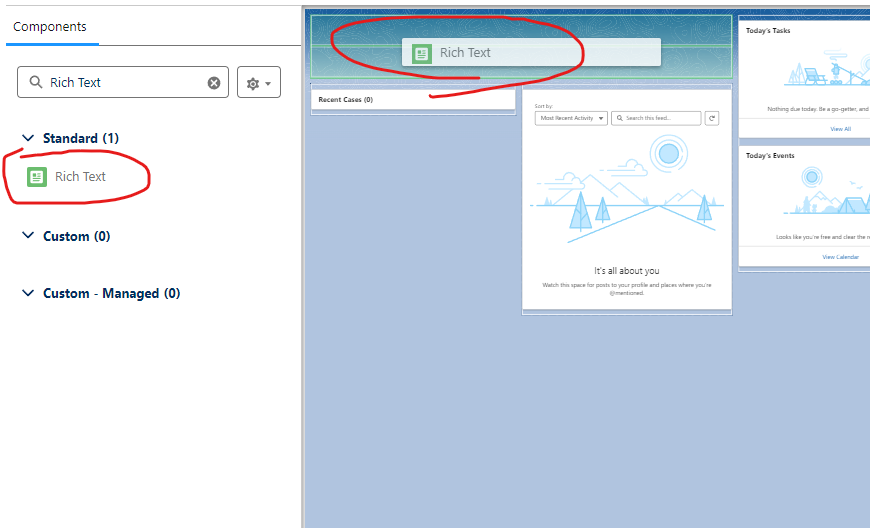 Components
Rich Text
Standard (1)
Rich Text
Custom (0)
Custom - Managed (0)
Rich Text
Recent Cases (0)
Sort by:
Most Recent Activity
Search this feed...
It's all about you
Watch this space for posts to your profile and places where you're
@mentioned.
Today's Tasks
Nothing due today. Be a go-getter, and
View All
Today's Events
Looks like you're free and clear the re
View Calendar